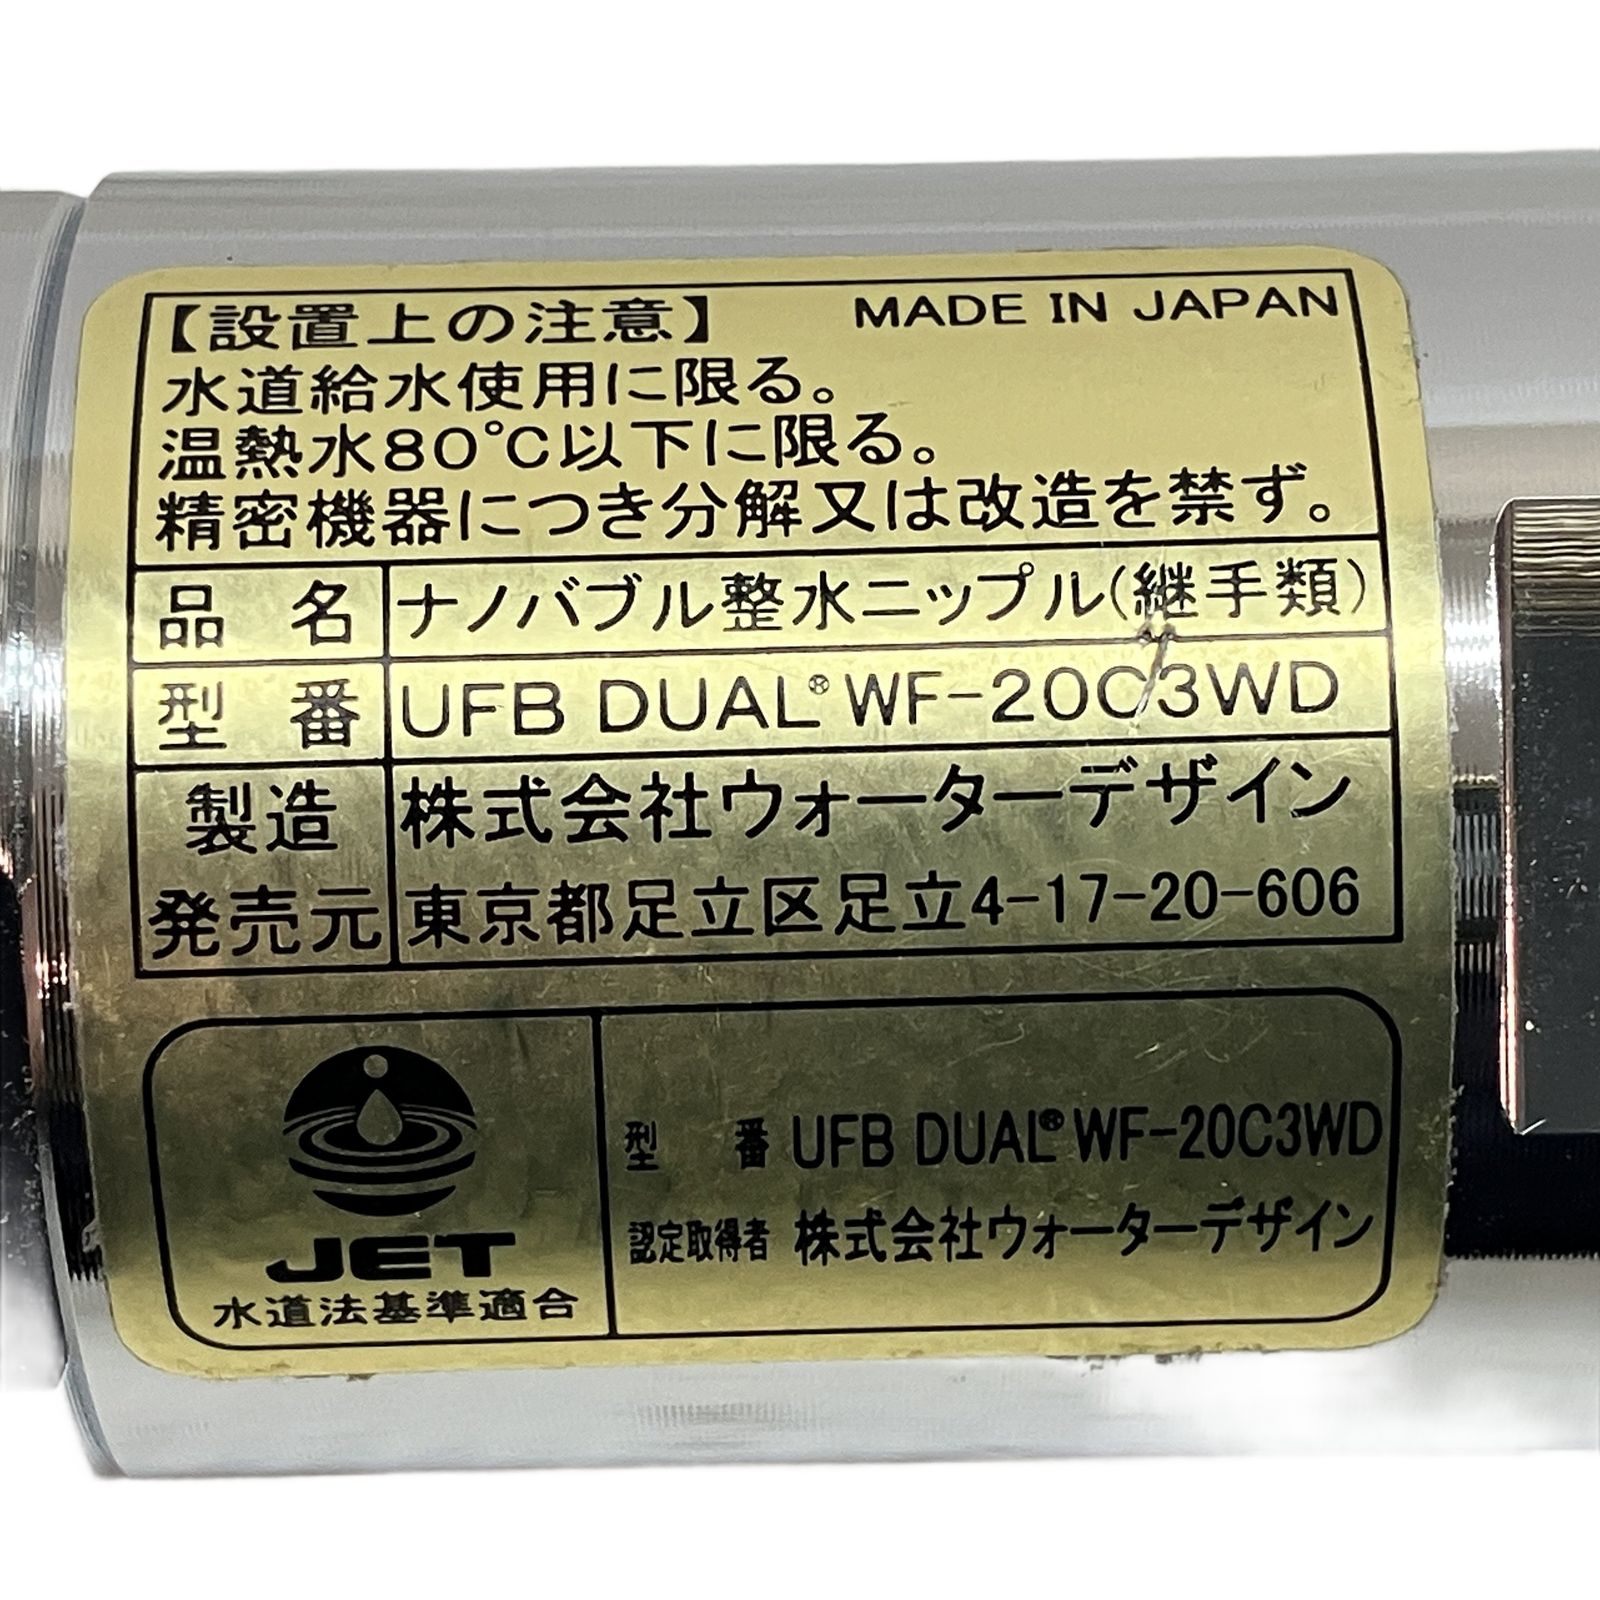 【設置上の注意】 MADE IN JAPAN
水道給水使用に限る。
温熱水80℃以下に限る。
精密機器につき分解又は改造を禁ず。
品名 ナノバブル整水ニップル(継手類)
型番 UFB DUAL® WF-20C3WD
製造 株式会社ウォーターデザイン
発売元 東京都足立区足立4-17-20-606
型番 UFB DUAL® WF-20C3WD
認定取得者 株式会社ウォーターデザイン
JET
水道法基準適合